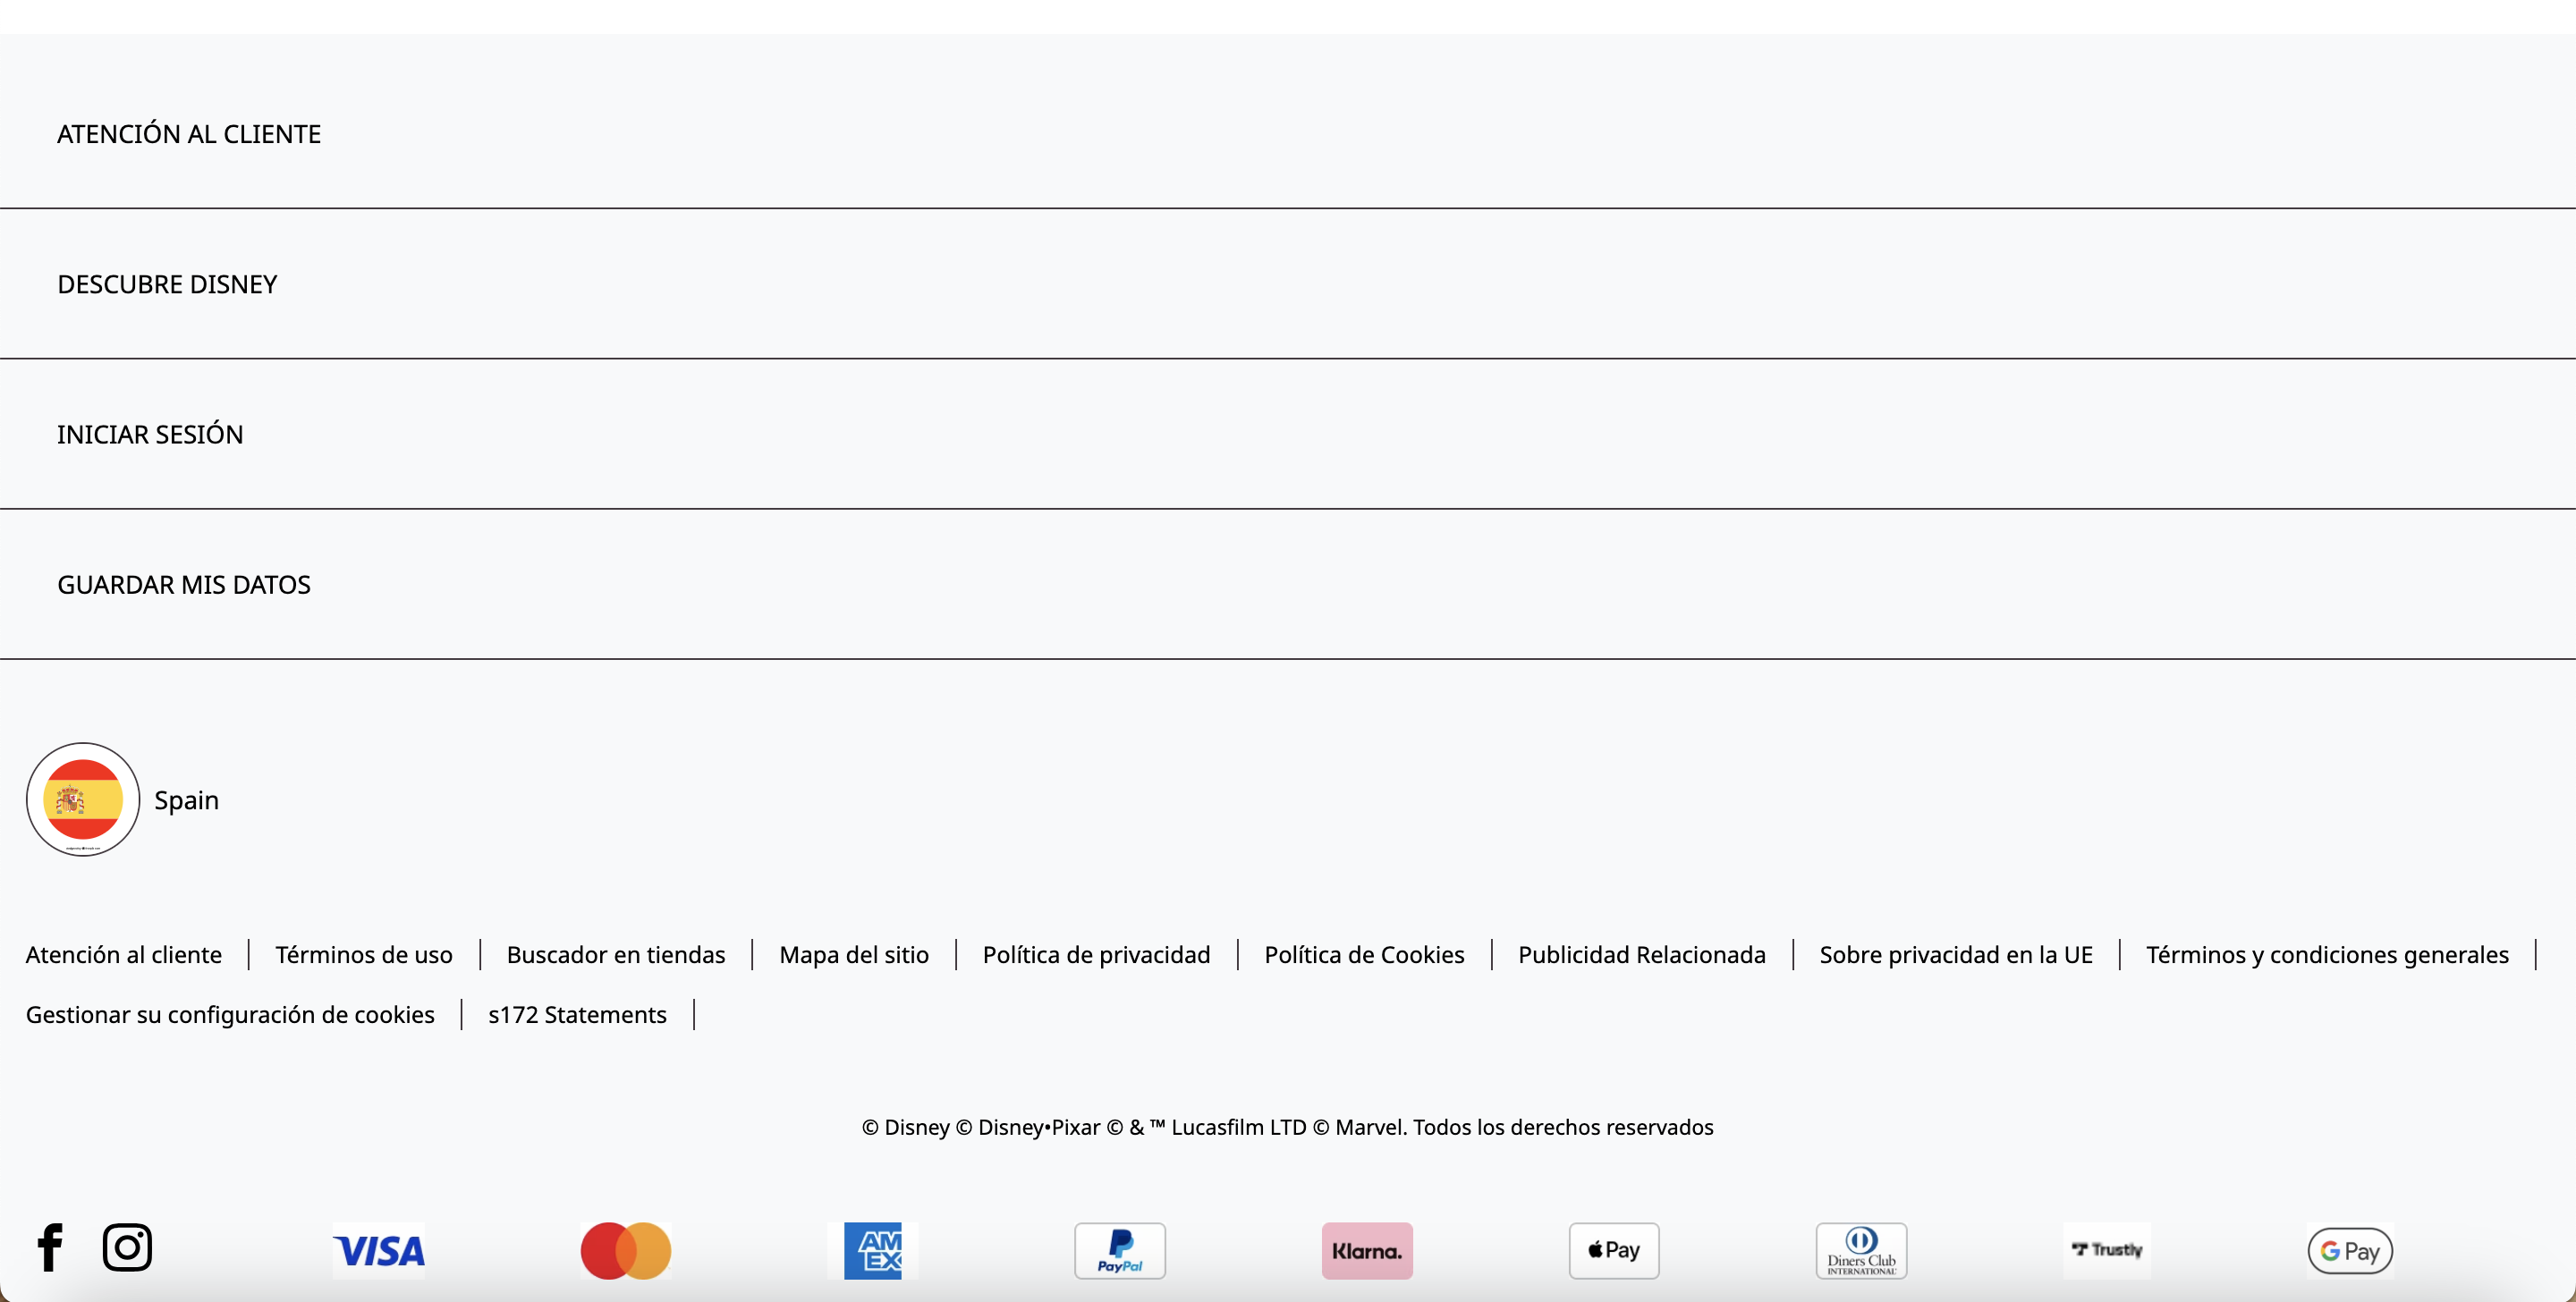 ATENCIÓN AL CLIENTE
DESCUBRE DISNEY
INICIAR SESIÓN
GUARDAR MIS DATOS
Spain
Atención al cliente | Términos de uso | Buscador en tiendas | Mapa del sitio | Política de privacidad | Política de Cookies | Publicidad Relacionada | Sobre privacidad en la UE | Términos y condiciones generales |
Gestionar su configuración de cookies | s172 Statements |
© Disney © Disney•Pixar © & ™ Lucasfilm LTD © Marvel. Todos los derechos reservados
VISA AMEX PayPal Klarna. Pay Diners Club INTERNATIONAL Trustly G Pay